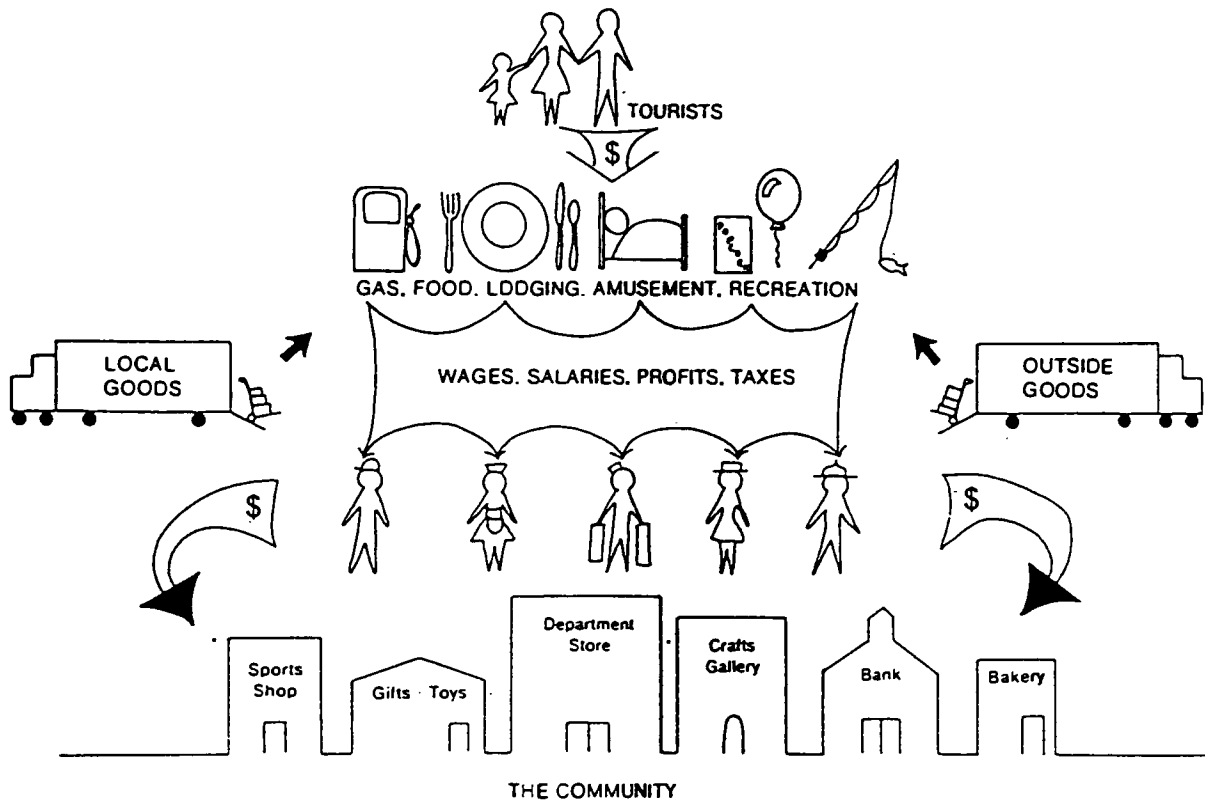 TOURISTS
$
GAS. FOOD. LODGING. AMUSEMENT. RECREATION
LOCAL
GOODS
WAGES. SALARIES. PROFITS. TAXES
OUTSIDE
GOODS
$
$
Sports
Shop
Gifts · Toys
Department
Store
Crafts
Gallery
Bank
Bakery
THE COMMUNITY